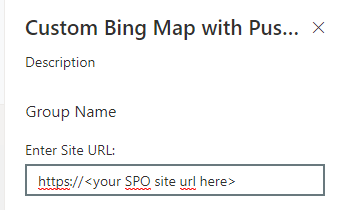 Custom Bing Map with Pus...
Description
Group Name
Enter Site URL:
https://<your SPO site url here>